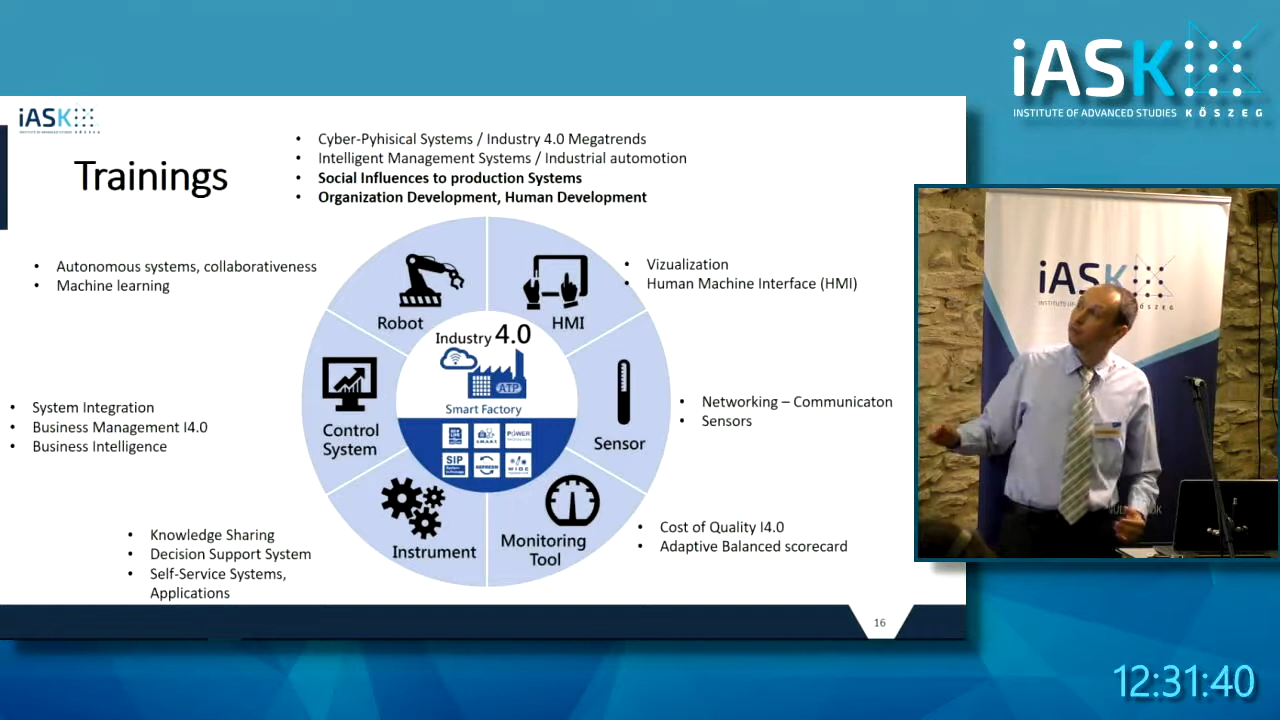 iASK
INSTITUTE OF ADVANCED STUDIES KŐSZEG
iASK
Trainings
• Cyber-Pyhisical Systems / Industry 4.0 Megatrends
• Intelligent Management Systems / Industrial automotion
• Social Influences to production Systems
• Organization Development, Human Development
• Autonomous systems, collaborativeness
• Machine learning
• Vizualization
• Human Machine Interface (HMI)
Robot
HMI
Industry 4.0
ATP
Smart Factory
Control
System
Sensor
• System Integration
• Business Management I4.0
• Business Intelligence
• Networking – Communicaton
• Sensors
S.M.A.R.T.
POWER
SIP
REFRESH
WIDE
Instrument
Monitoring
Tool
• Knowledge Sharing
• Decision Support System
• Self-Service Systems,
Applications
• Cost of Quality I4.0
• Adaptive Balanced scorecard
16
iASK
12:31:40